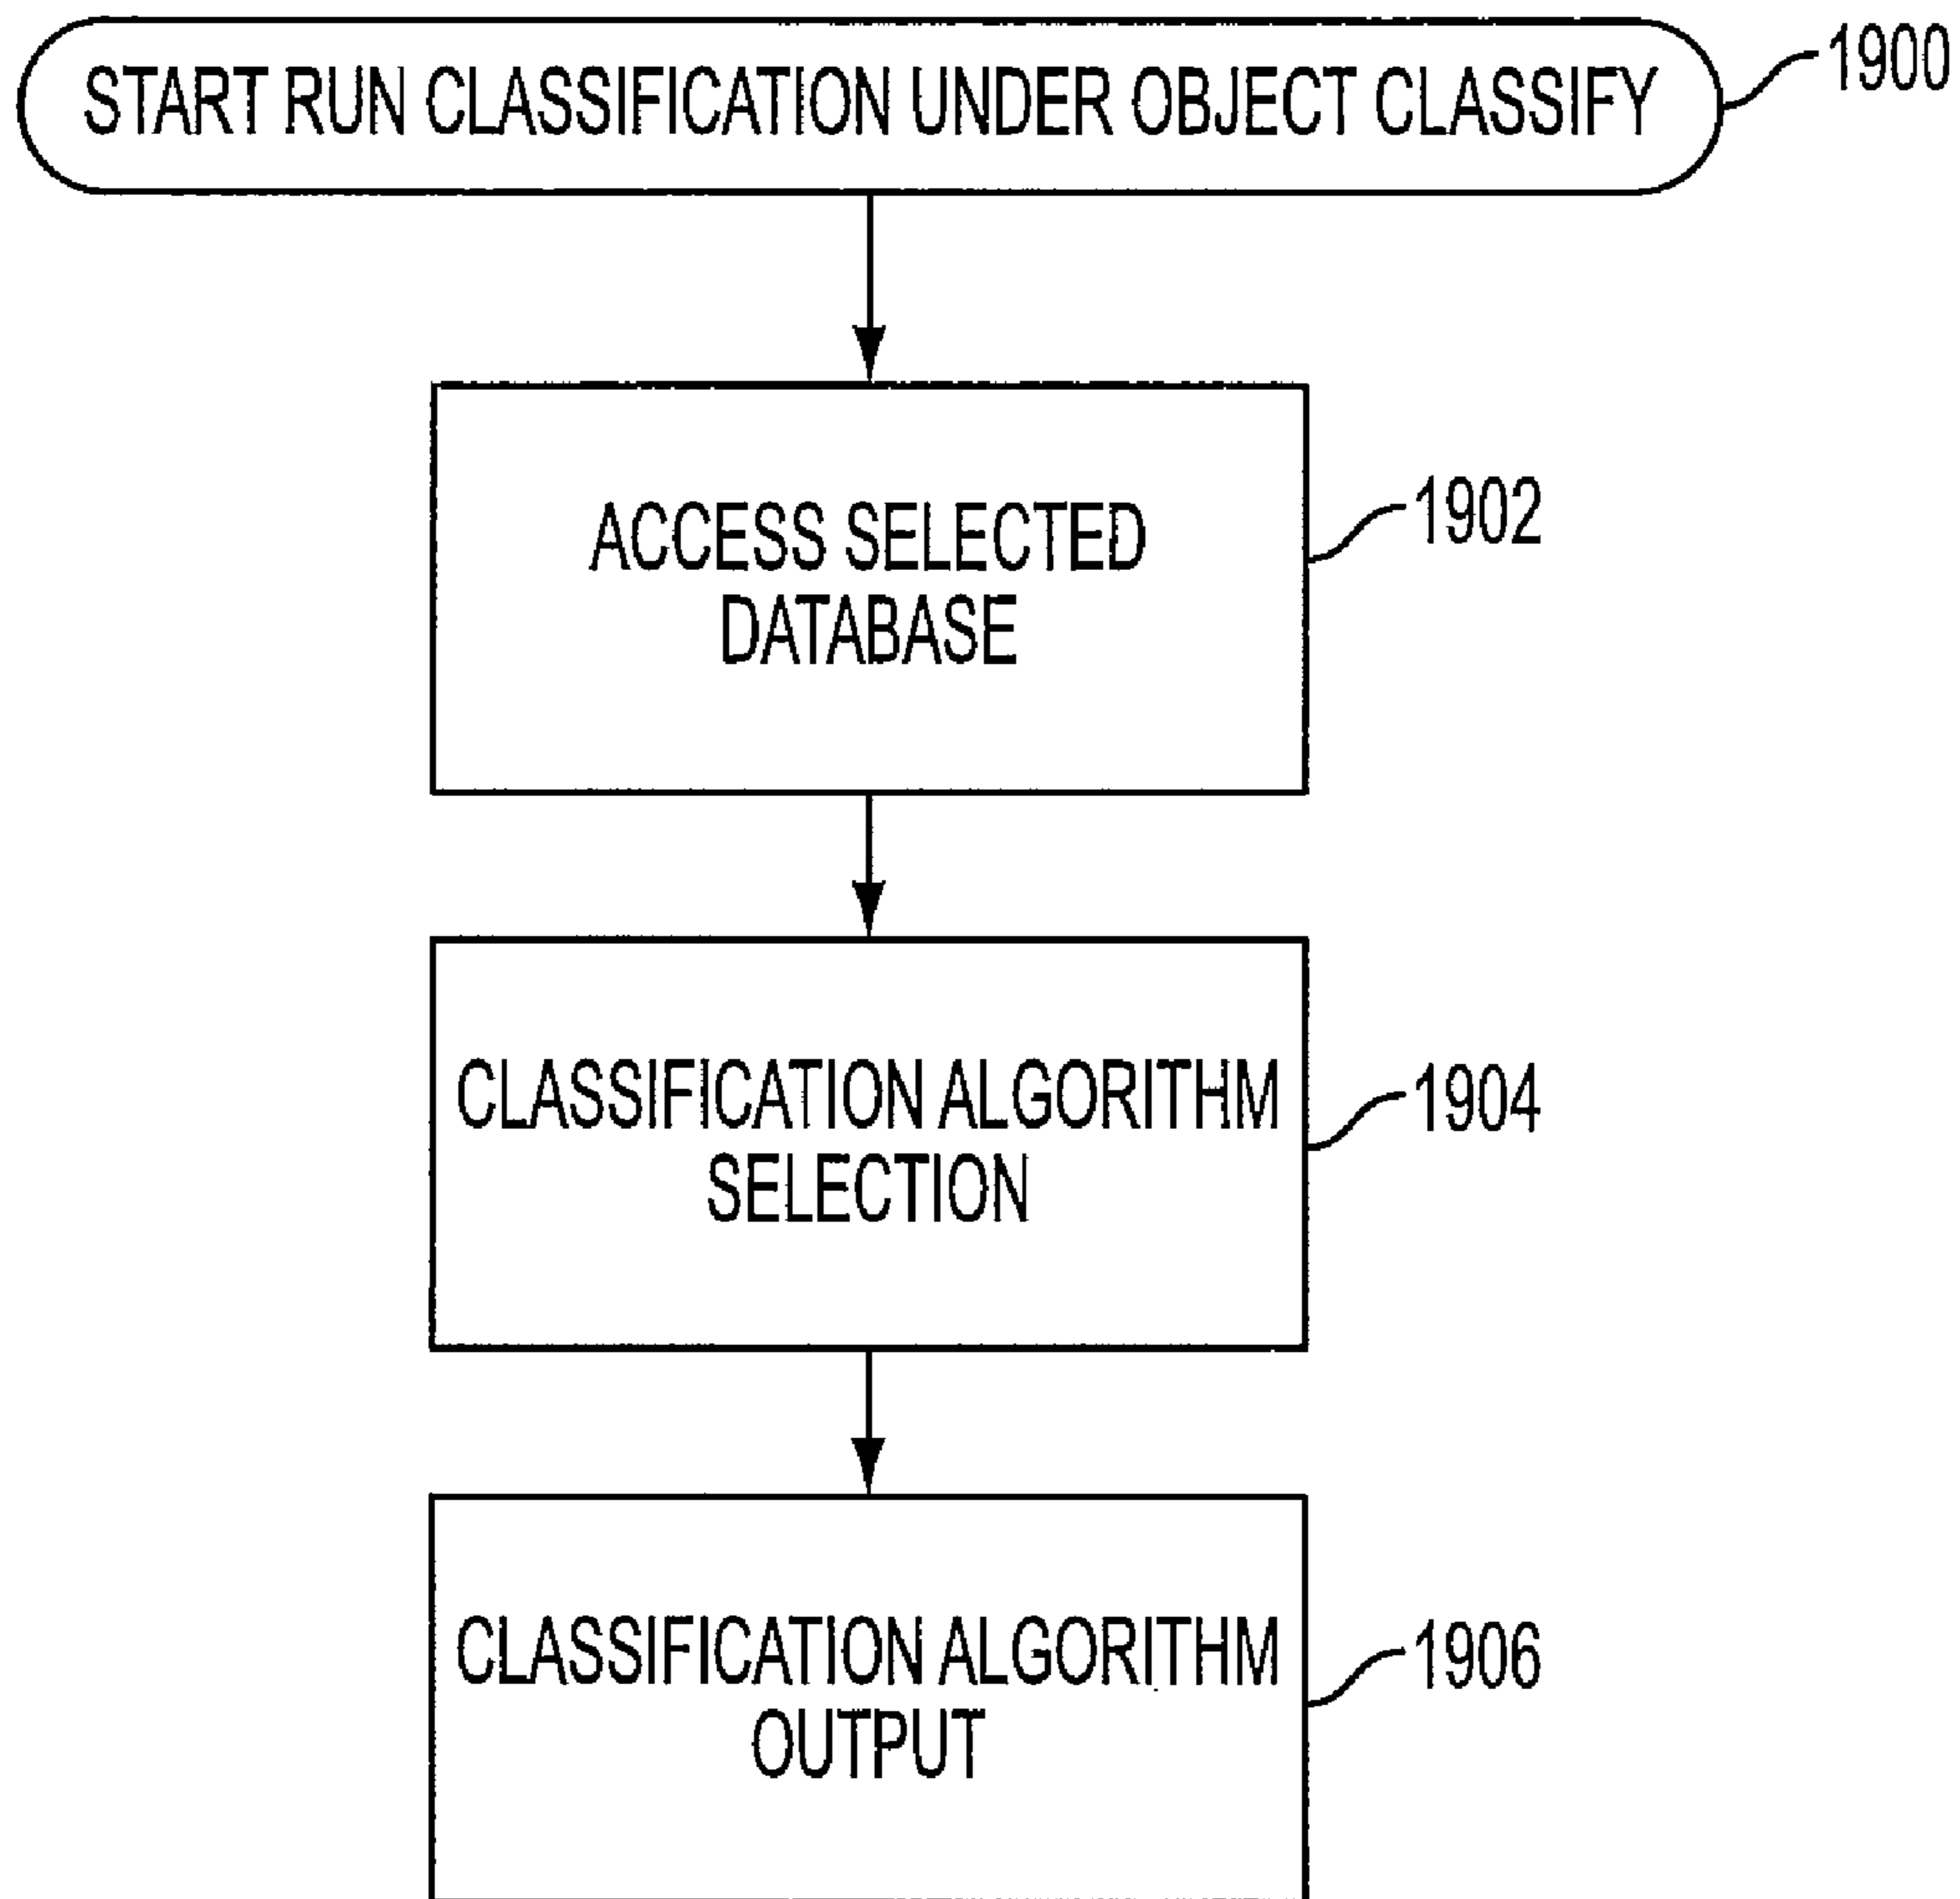 START RUN CLASSIFICATION UNDER OBJECT CLASSIFY
1900
ACCESS SELECTED
DATABASE
1902
CLASSIFICATION ALGORITHM
SELECTION
1904
CLASSIFICATION ALGORITHM
OUTPUT
1906